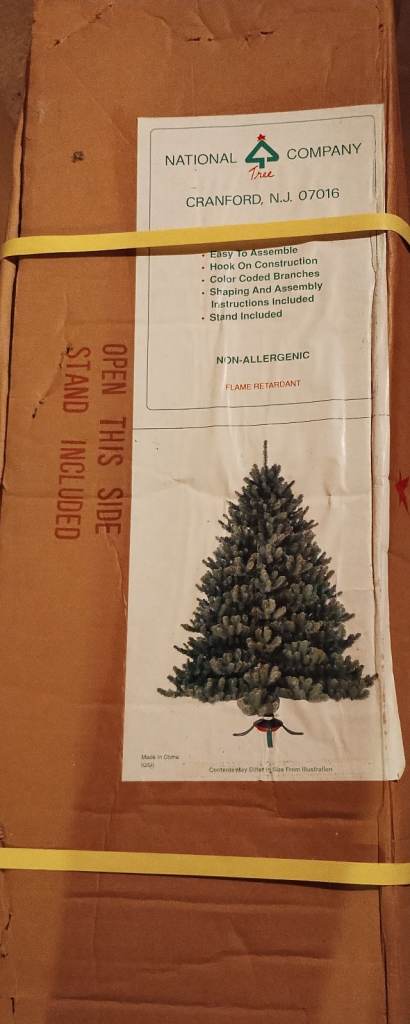 NATIONAL Tree COMPANY
CRANFORD, N.J. 07016
• Easy To Assemble
• Hook On Construction
• Color Coded Branches
• Shaping And Assembly
Instructions Included
• Stand Included
NON-ALLERGENIC
FLAME RETARDANT
OPEN THIS SIDE
STAND INCLUDED
Made in China
Contents May Differ in Size From Illustration